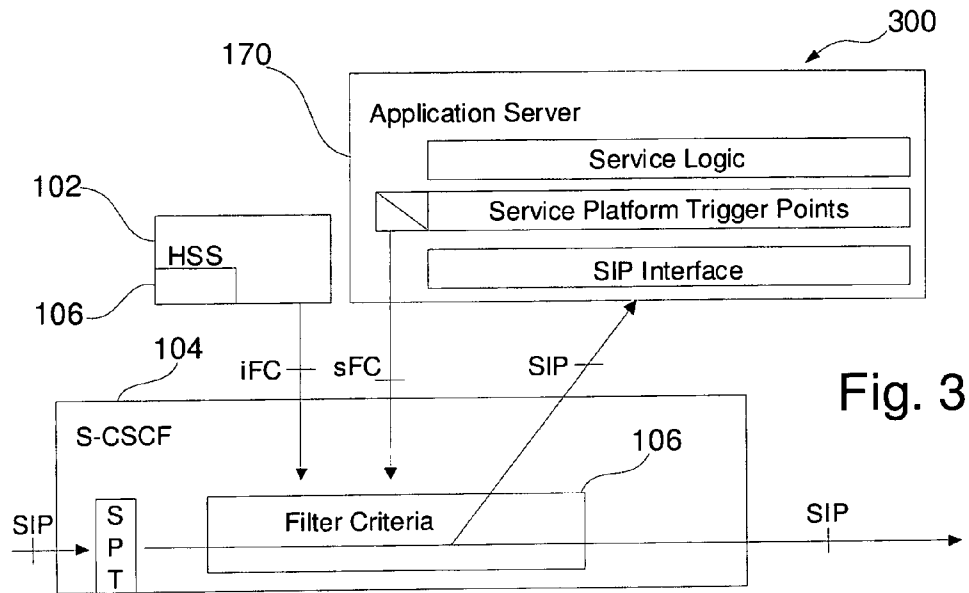 300
170
Application Server
Service Logic
102
Service Platform Trigger Points
HSS
SIP Interface
106
104
iFC
sFC
SIP
Fig. 3
S-CSCF
106
SIP
S
P
T
Filter Criteria
SIP